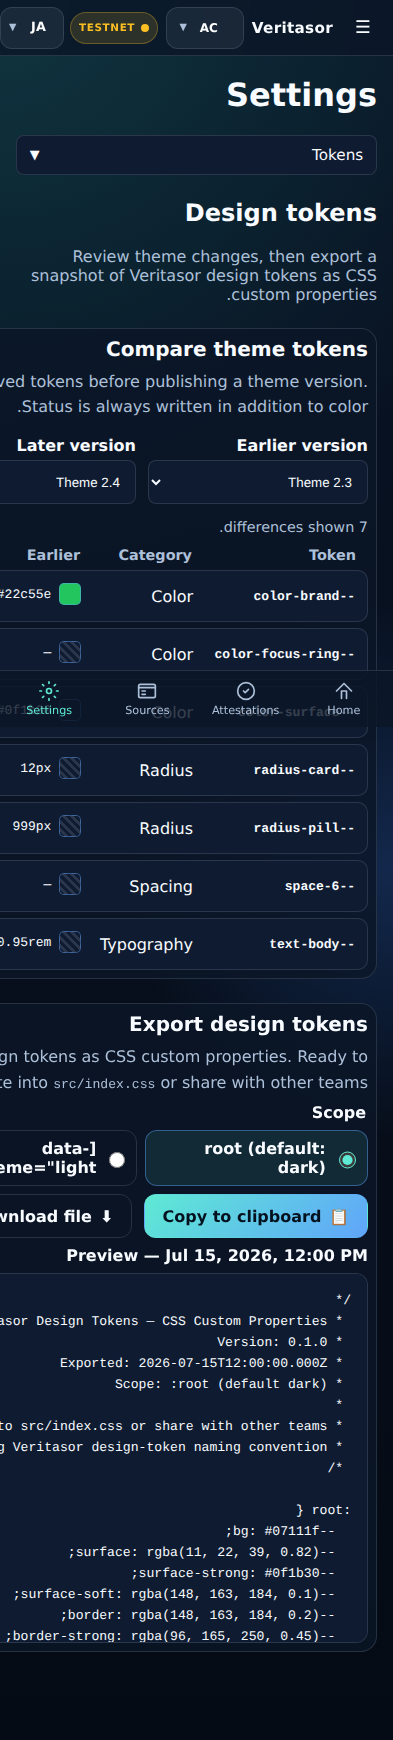 ▼ JA TESTNET ▼ AC Veritasor ☰
Settings
▼ Tokens
Design tokens
Review theme changes, then export a
snapshot of Veritasor design tokens as CSS
.custom properties
Compare theme tokens
ved tokens before publishing a theme version.
.Status is always written in addition to color
Later version Earlier version
Theme 2.4 Theme 2.3
.differences shown 7
Earlier Category Token
#22c55e Color color-brand--
— Color color-focus-ring--
#0f1 Color color-surface--
Settings Sources Attestations Home
12px Radius radius-card--
999px Radius radius-pill--
— Spacing space-6--
0.95rem Typography text-body--
Export design tokens
gn tokens as CSS custom properties. Ready to
te into src/index.css or share with other teams
Scope
data-] root (default:
eme="light dark)
wnload file ⬇ Copy to clipboard 📋
Preview — Jul 15, 2026, 12:00 PM
*/
asor Design Tokens — CSS Custom Properties *
Version: 0.1.0 *
Exported: 2026-07-15T12:00:00.000Z *
Scope: :root (default dark) *
*
to src/index.css or share with other teams *
g Veritasor design-token naming convention *
/*
} root:
;bg: #07111f--
;surface: rgba(11, 22, 39, 0.82)--
;surface-strong: #0f1b30--
;surface-soft: rgba(148, 163, 184, 0.1)--
;border: rgba(148, 163, 184, 0.2)--
;border-strong: rgba(96, 165, 250, 0.45)--